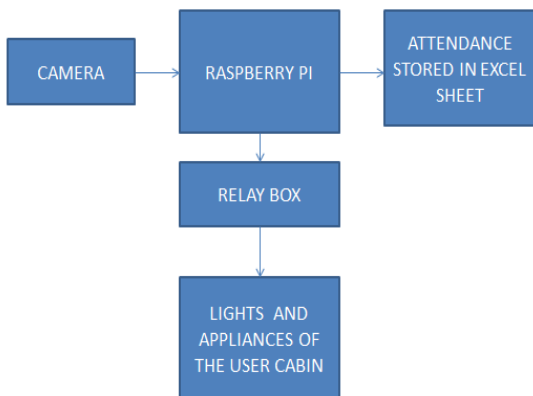 CAMERA
RASPBERRY PI
ATTENDANCE
STORED IN EXCEL
SHEET
RELAY BOX
LIGHTS AND
APPLIANCES OF
THE USER CABIN